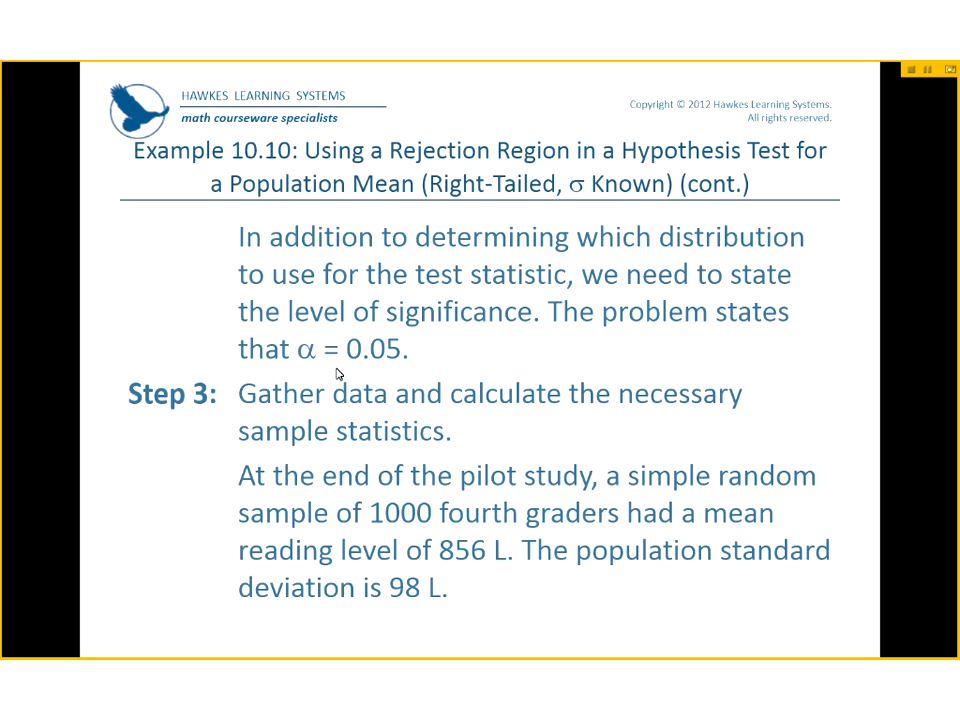 HAWKES LEARNING SYSTEMS
math courseware specialists
Copyright © 2012 Hawkes Learning Systems.
All rights reserved.
Example 10.10: Using a Rejection Region in a Hypothesis Test for
a Population Mean (Right-Tailed, σ Known) (cont.)
In addition to determining which distribution
to use for the test statistic, we need to state
the level of significance. The problem states
that α = 0.05.
Step 3: Gather data and calculate the necessary
sample statistics.
At the end of the pilot study, a simple random
sample of 1000 fourth graders had a mean
reading level of 856 L. The population standard
deviation is 98 L.